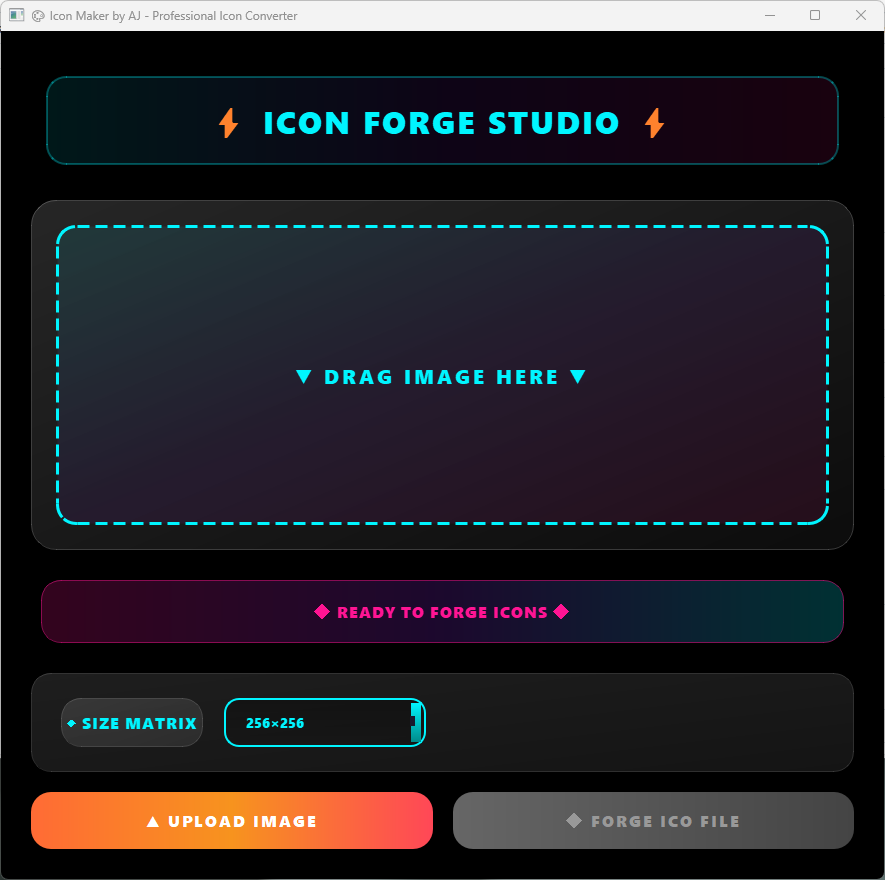 Icon Maker by AJ - Professional Icon Converter
⚡ ICON FORGE STUDIO ⚡
▼ DRAG IMAGE HERE ▼
◆ READY TO FORGE ICONS ◆
◆ SIZE MATRIX
256×256
▲ UPLOAD IMAGE
◆ FORGE ICO FILE